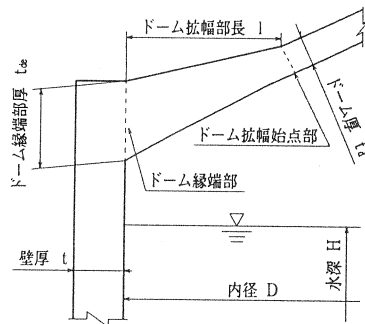 ドーム拡幅部長 l
ドーム縁端部厚 tde
ドーム厚 td
ドーム拡幅始点部
ドーム縁端部
壁厚 t
内径 D
水深 H